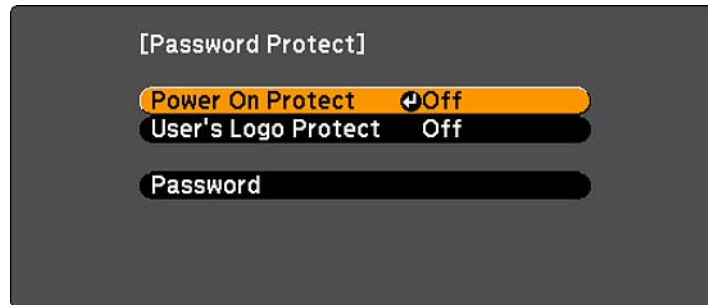 [Password Protect]
Power On Protect Off
User's Logo Protect Off
Password